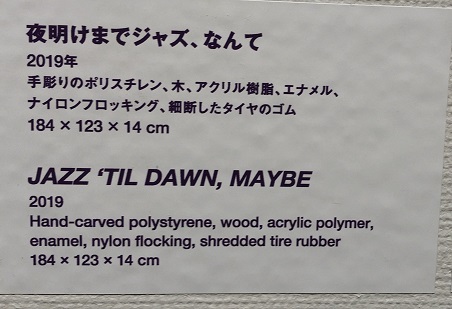 夜明けまでジャズ、なんて
2019年
手彫りのポリスチレン、木、アクリル樹脂、エナメル、
ナイロンフロッキング、細断したタイヤのゴム
184 × 123 × 14 cm
JAZZ ‘TIL DAWN, MAYBE
2019
Hand-carved polystyrene, wood, acrylic polymer,
enamel, nylon flocking, shredded tire rubber
184 × 123 × 14 cm